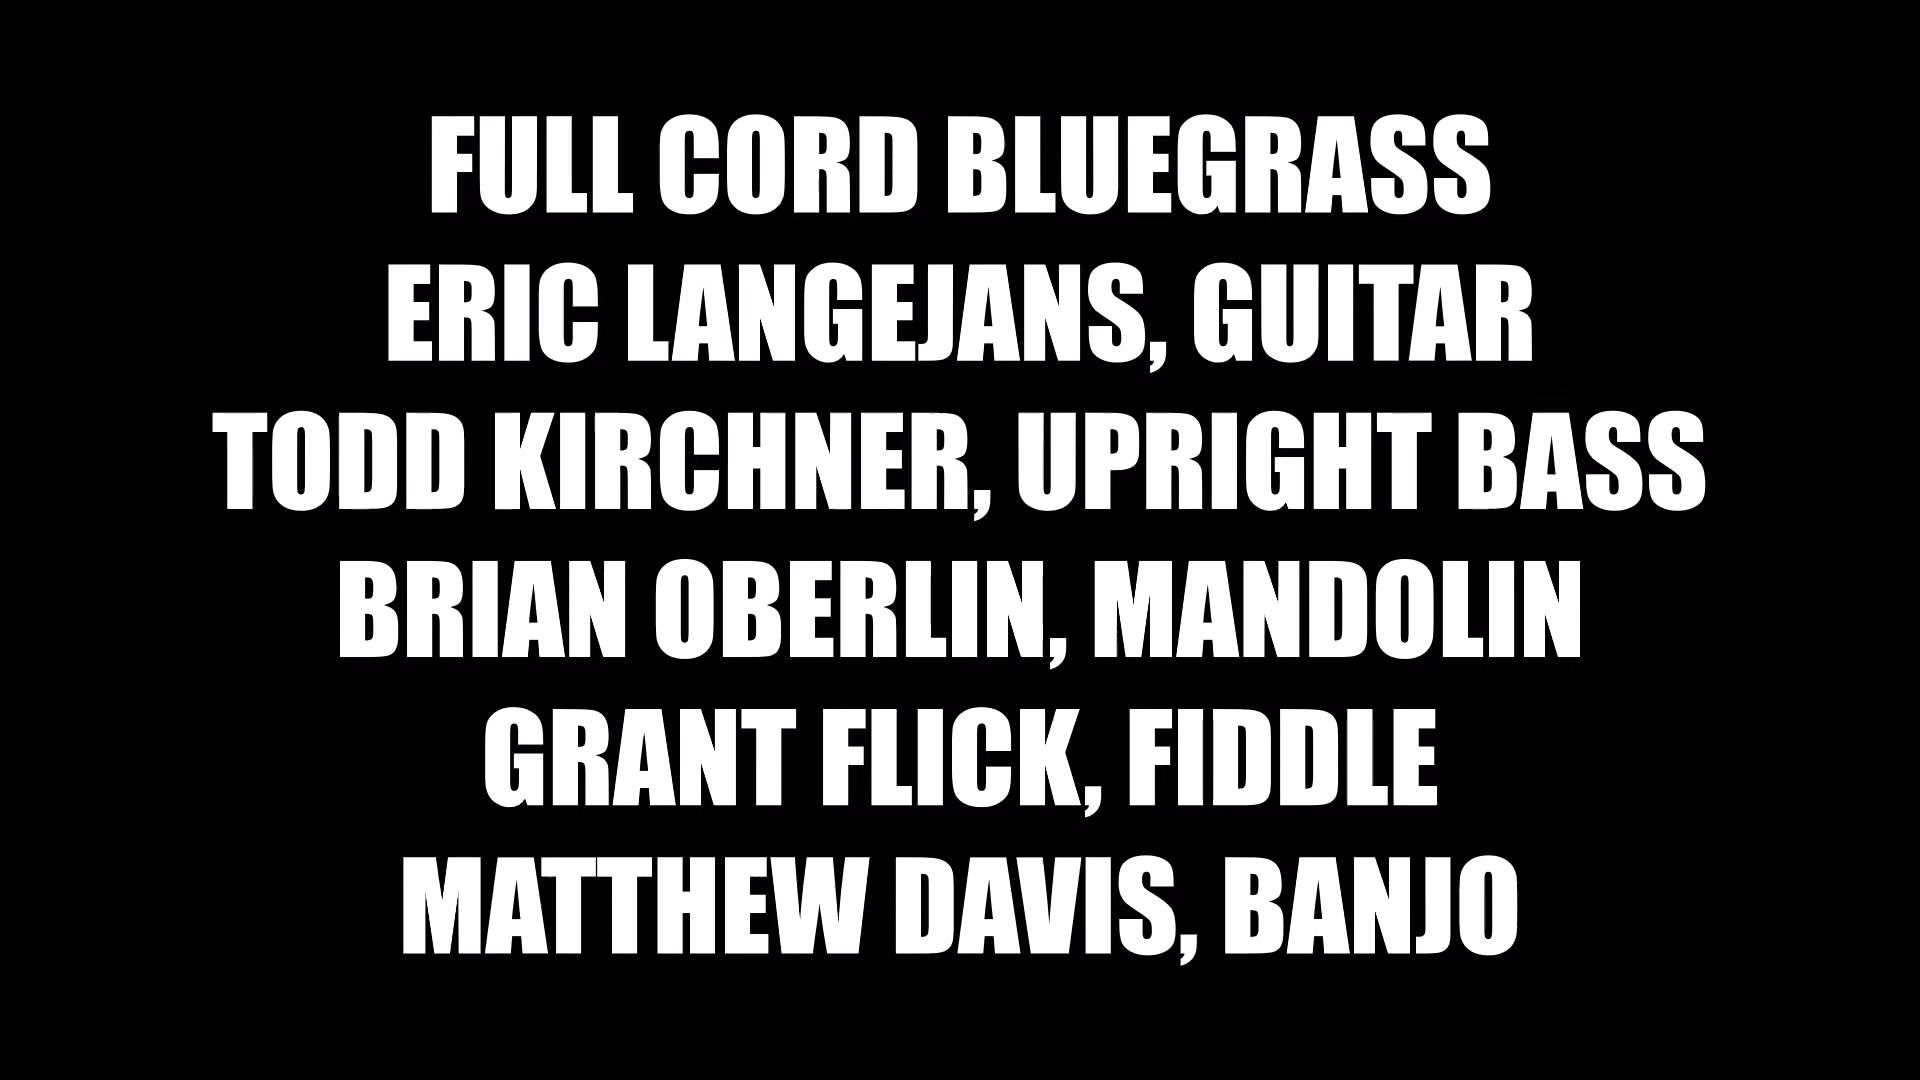 FULL CORD BLUEGRASS
ERIC LANGEJANS, GUITAR
TODD KIRCHNER, UPRIGHT BASS
BRIAN OBERLIN, MANDOLIN
GRANT FLICK, FIDDLE
MATTHEW DAVIS, BANJO